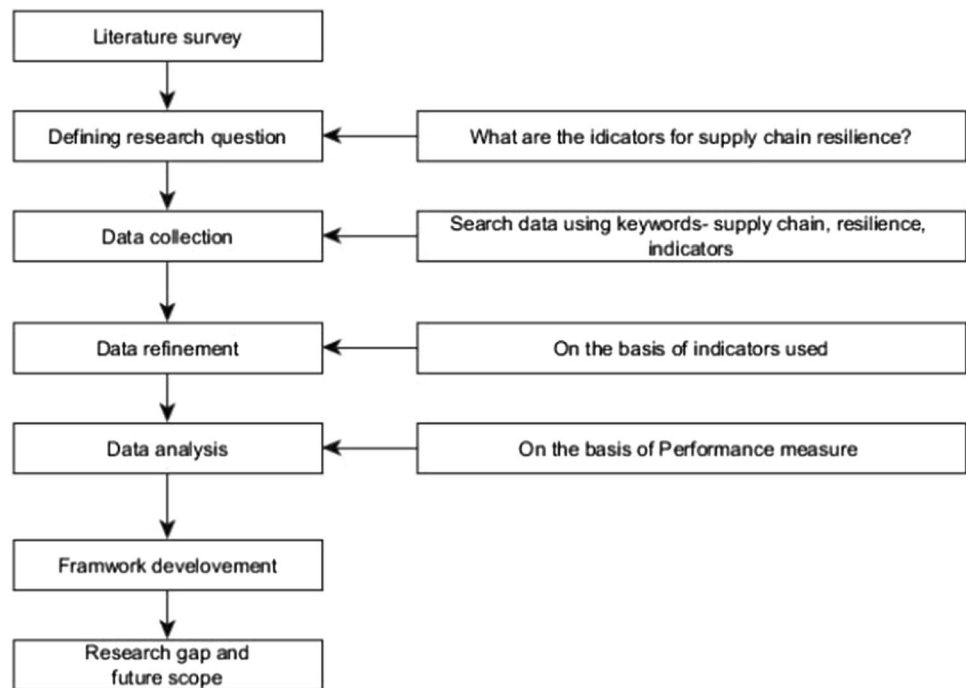 Literature survey
Defining research question
What are the idicators for supply chain resilience?
Data collection
Search data using keywords- supply chain, resilience,
indicators
Data refinement
On the basis of indicators used
Data analysis
On the basis of Performance measure
Framwork develovement
Research gap and
future scope